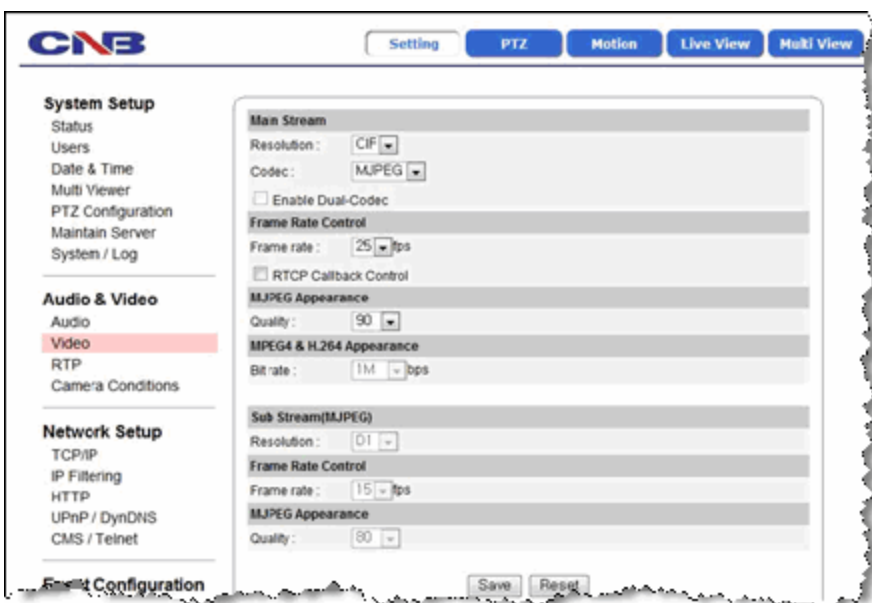 CNB
Setting PTZ Motion Live View Multi View
System Setup
Status
Users
Date & Time
Multi Viewer
PTZ Configuration
Maintain Server
System / Log
Audio & Video
Audio
Video
RTP
Camera Conditions
Network Setup
TCP/IP
IP Filtering
HTTP
UPnP / DynDNS
CMS / Telnet
Event Configuration
Main Stream
Resolution : CIF
Codec : MJPEG
Enable Dual-Codec
Frame Rate Control
Frame rate : 25 fps
RTCP Callback Control
MJPEG Appearance
Quality : 90
MPEG4 & H.264 Appearance
Bitrate : 1M bps
Sub Stream(MJPEG)
Resolution : D1
Frame Rate Control
Frame rate : 15 fps
MJPEG Appearance
Quality : 80
Save Reset